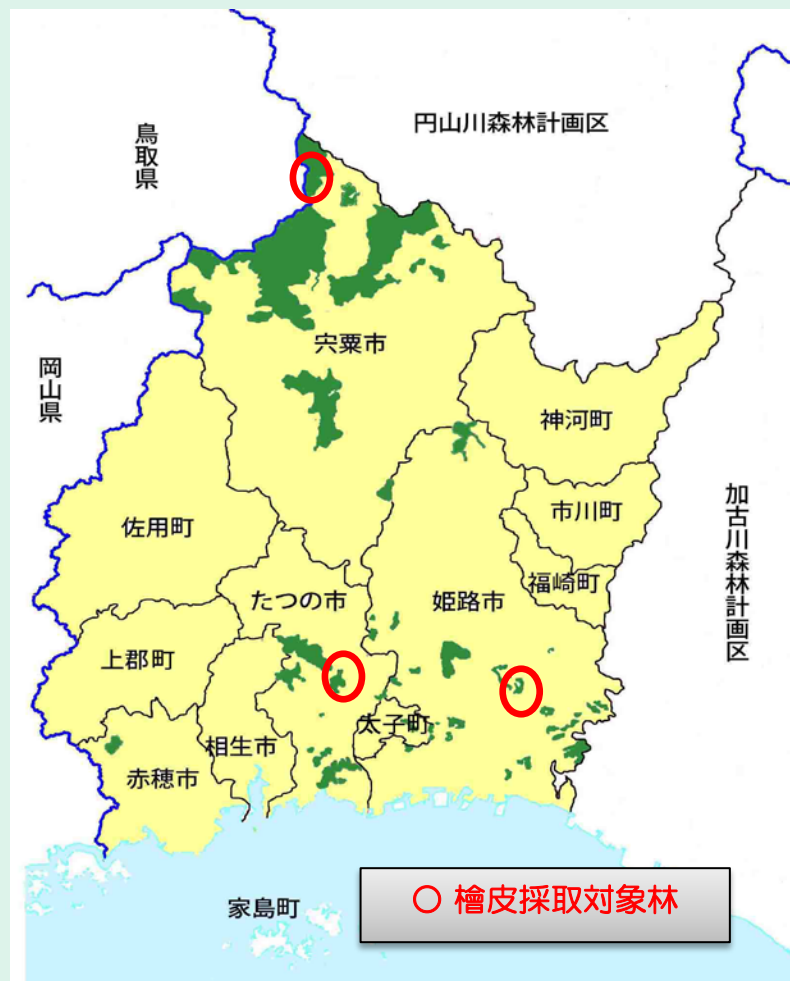 円山川森林計画区
鳥取県
宍粟市
岡山県
神河町
加古川森林計画区
市川町
佐用町
福崎町
たつの市
姫路市
上郡町
太子町
相生市
赤穂市
家島町
○ 檜皮採取対象林